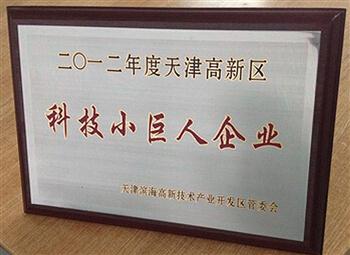 二〇一二年度天津高新区
科技小巨人企业
天津滨海高新技术产业开发区管委会